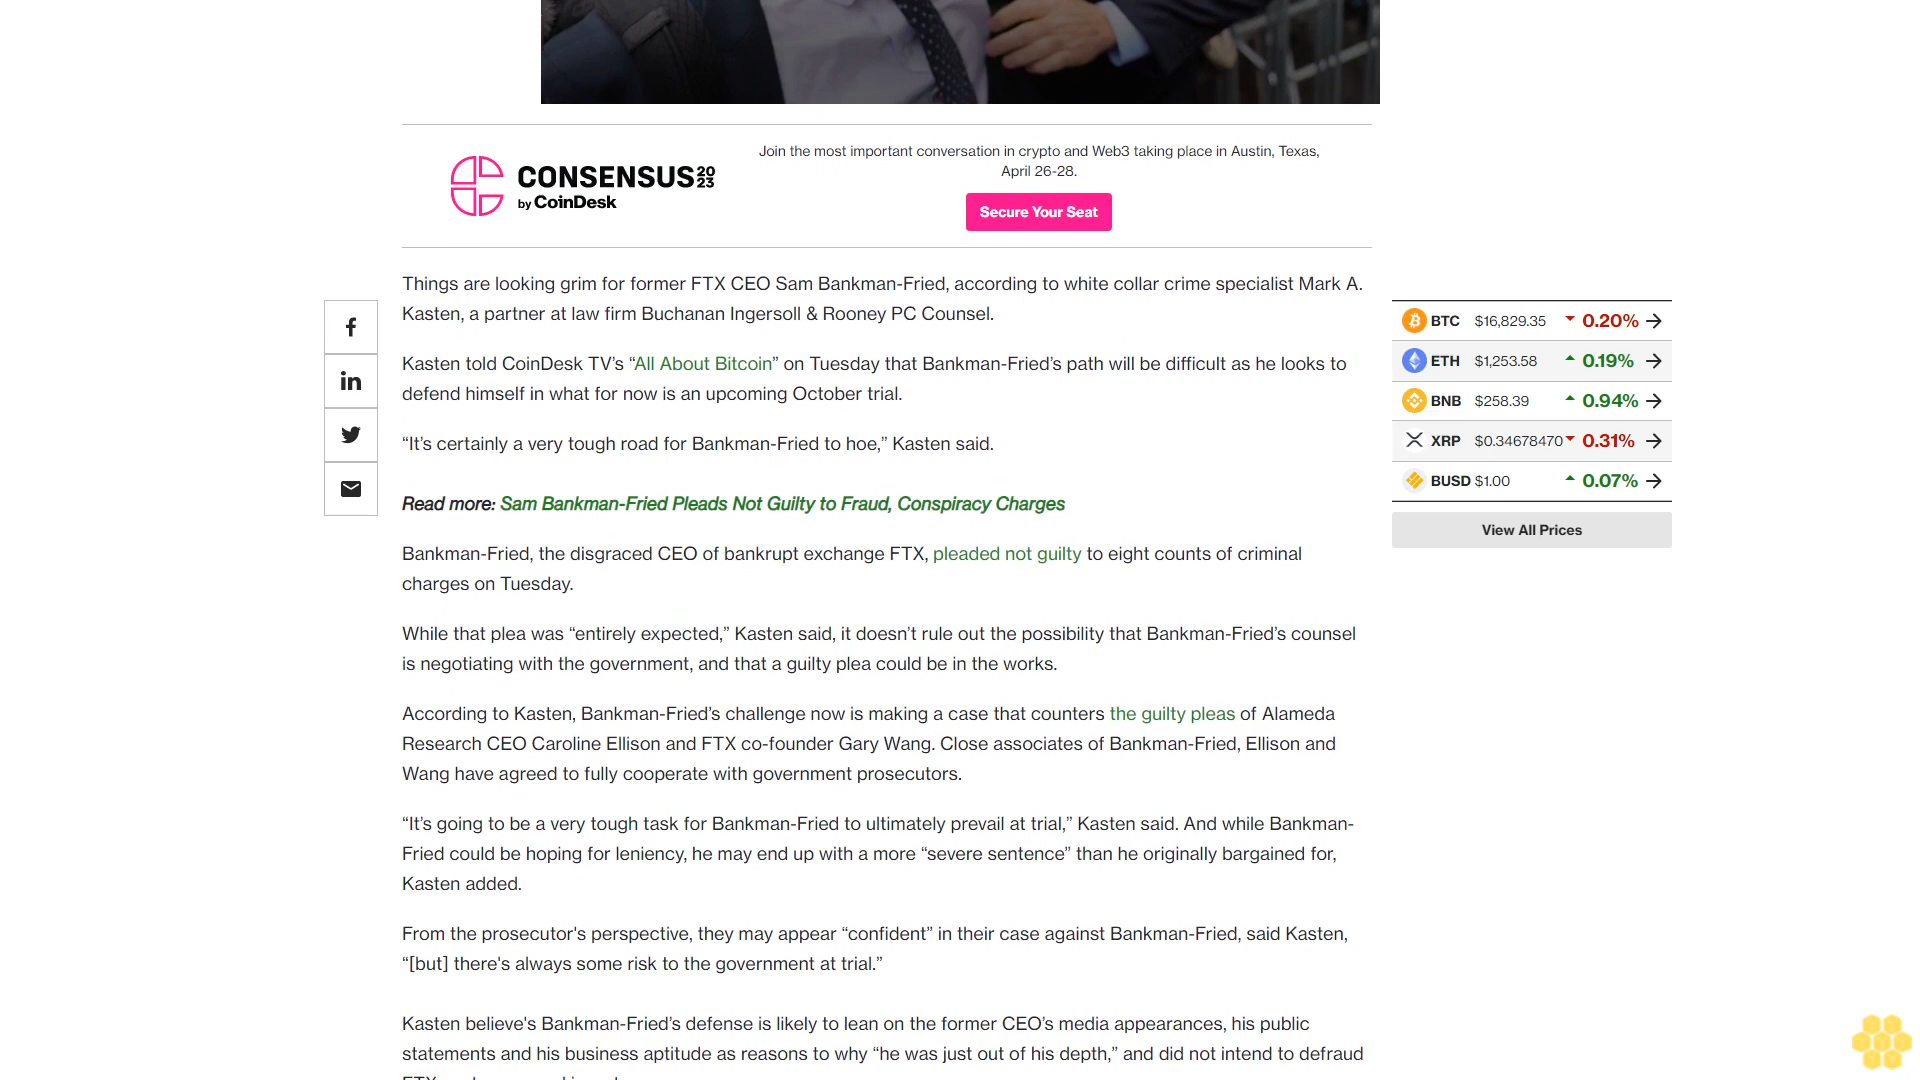 Join the most important conversation in crypto and Web3 taking place in Austin, Texas,
April 26-28.
CONSENSUS 2023
by CoinDesk
Secure Your Seat
Things are looking grim for former FTX CEO Sam Bankman-Fried, according to white collar crime specialist Mark A.
Kasten, a partner at law firm Buchanan Ingersoll & Rooney PC Counsel.
Kasten told CoinDesk TV’s “All About Bitcoin” on Tuesday that Bankman-Fried’s path will be difficult as he looks to
defend himself in what for now is an upcoming October trial.
“It’s certainly a very tough road for Bankman-Fried to hoe,” Kasten said.
Read more: Sam Bankman-Fried Pleads Not Guilty to Fraud, Conspiracy Charges
Bankman-Fried, the disgraced CEO of bankrupt exchange FTX, pleaded not guilty to eight counts of criminal
charges on Tuesday.
While that plea was “entirely expected,” Kasten said, it doesn’t rule out the possibility that Bankman-Fried’s counsel
is negotiating with the government, and that a guilty plea could be in the works.
According to Kasten, Bankman-Fried’s challenge now is making a case that counters the guilty pleas of Alameda
Research CEO Caroline Ellison and FTX co-founder Gary Wang. Close associates of Bankman-Fried, Ellison and
Wang have agreed to fully cooperate with government prosecutors.
“It’s going to be a very tough task for Bankman-Fried to ultimately prevail at trial,” Kasten said. And while Bankman-
Fried could be hoping for leniency, he may end up with a more “severe sentence” than he originally bargained for,
Kasten added.
From the prosecutor's perspective, they may appear “confident” in their case against Bankman-Fried, said Kasten,
“[but] there's always some risk to the government at trial.”
Kasten believe's Bankman-Fried’s defense is likely to lean on the former CEO’s media appearances, his public
statements and his business aptitude as reasons to why “he was just out of his depth,” and did not intend to defraud
BTC $16,829.35 0.20%
ETH $1,253.58 0.19%
BNB $258.39 0.94%
XRP $0.34678470 0.31%
BUSD $1.00 0.07%
View All Prices